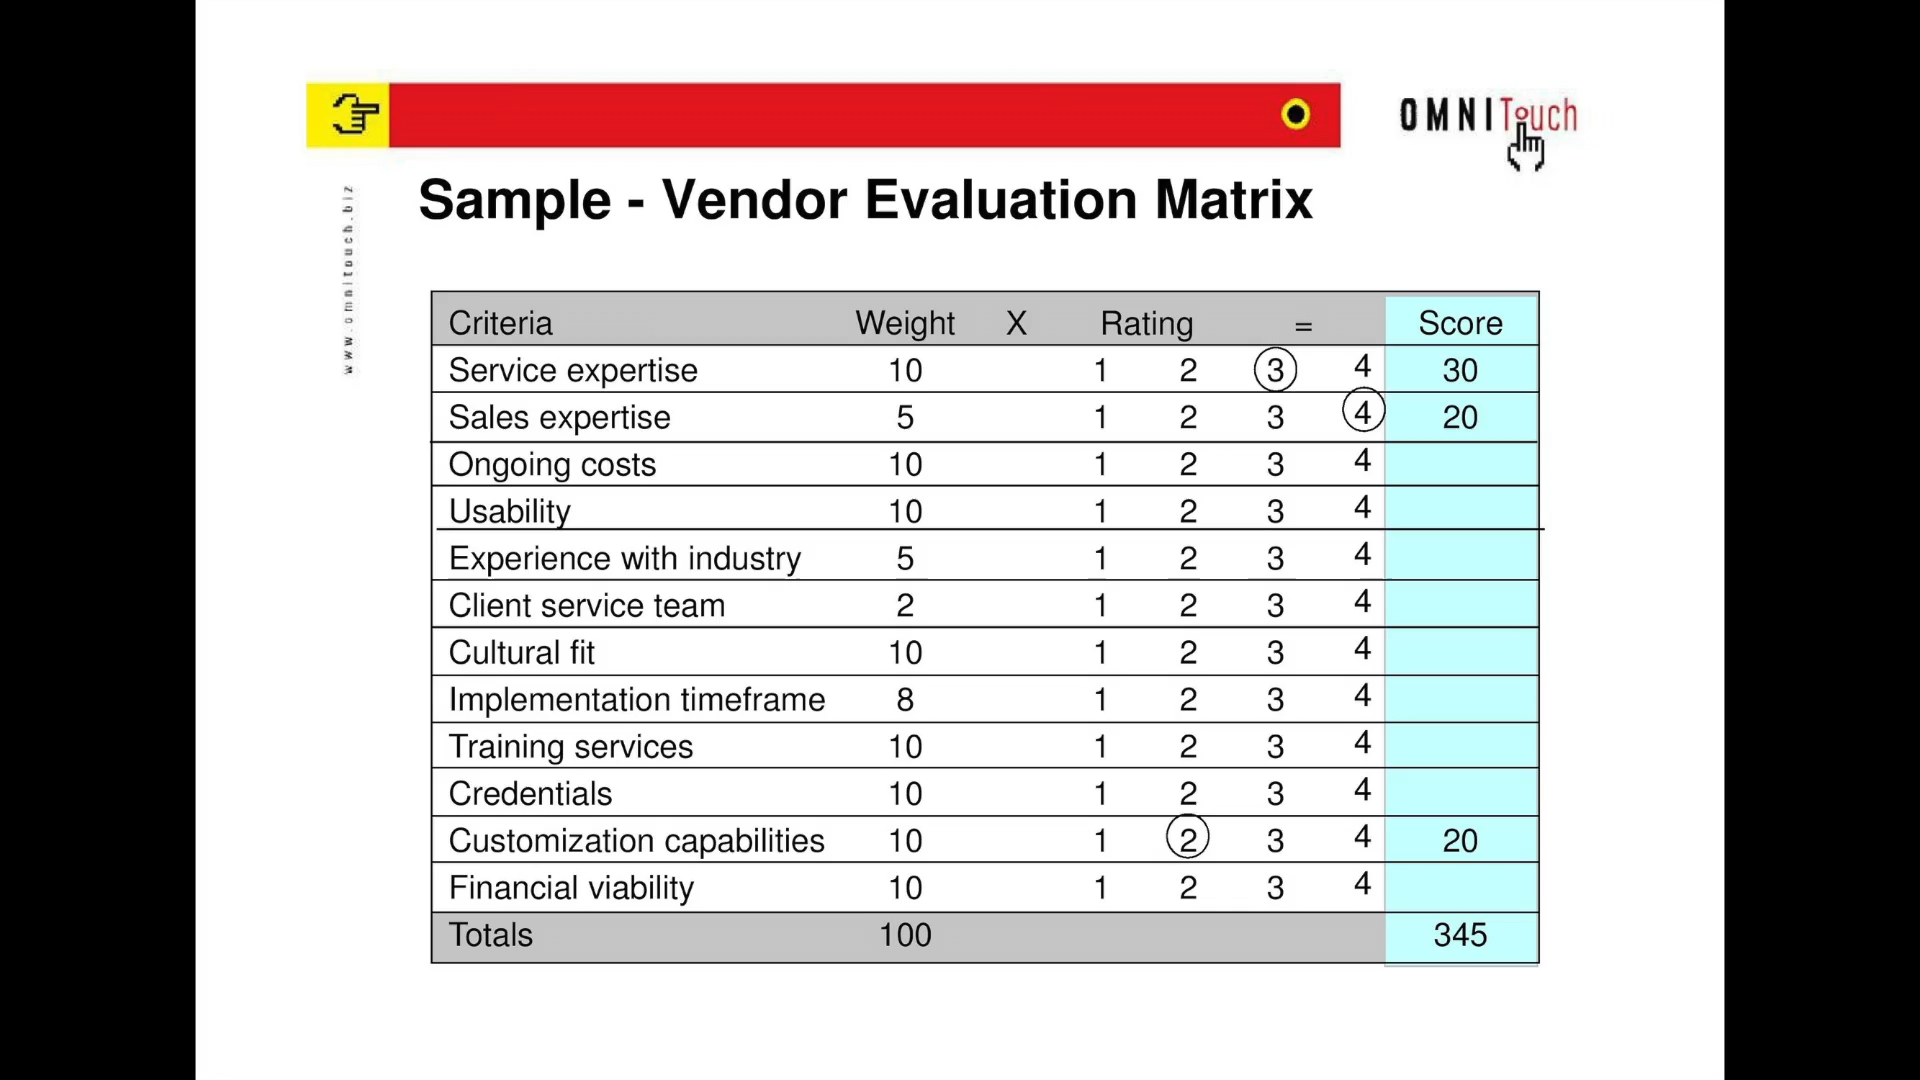 OMNITouch
www.omnitouch.biz
Sample - Vendor Evaluation Matrix
Criteria Weight X Rating = Score
Service expertise 10 1 2 3 4 30
Sales expertise 5 1 2 3 4 20
Ongoing costs 10 1 2 3 4
Usability 10 1 2 3 4
Experience with industry 5 1 2 3 4
Client service team 2 1 2 3 4
Cultural fit 10 1 2 3 4
Implementation timeframe 8 1 2 3 4
Training services 10 1 2 3 4
Credentials 10 1 2 3 4
Customization capabilities 10 1 2 3 4 20
Financial viability 10 1 2 3 4
Totals 100 345